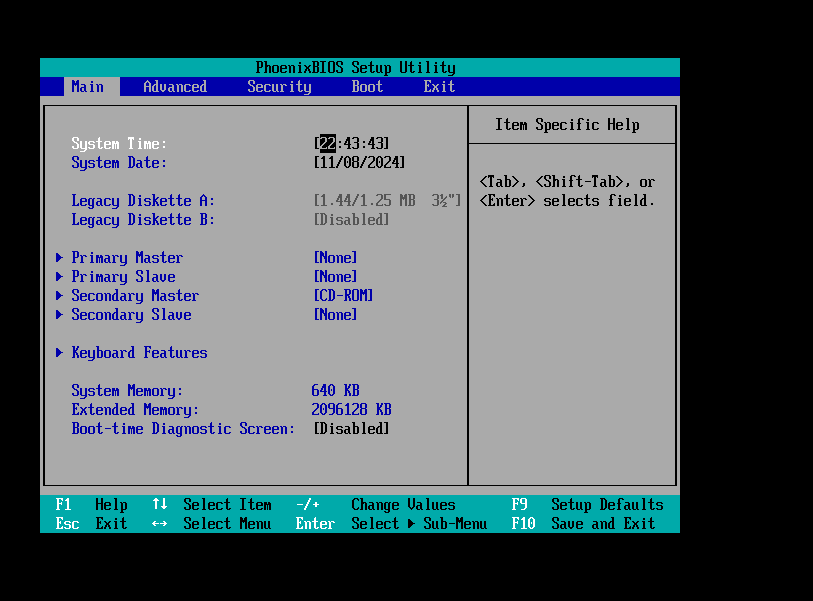 PhoenixBIOS Setup Utility
Main Advanced Security Boot Exit
System Time: [22:43:43]
System Date: [11/08/2024]
Legacy Diskette A: [1.44/1.25 MB 3½"]
Legacy Diskette B: [Disabled]
Primary Master [None]
Primary Slave [None]
Secondary Master [CD-ROM]
Secondary Slave [None]
Keyboard Features
System Memory: 640 KB
Extended Memory: 2096128 KB
Boot-time Diagnostic Screen: [Disabled]
Item Specific Help
<Tab>, <Shift-Tab>, or
<Enter> selects field.
F1 Help ↑↓ Select Item -/+ Change Values F9 Setup Defaults
Esc Exit ↔ Select Menu Enter Select ▶ Sub-Menu F10 Save and Exit